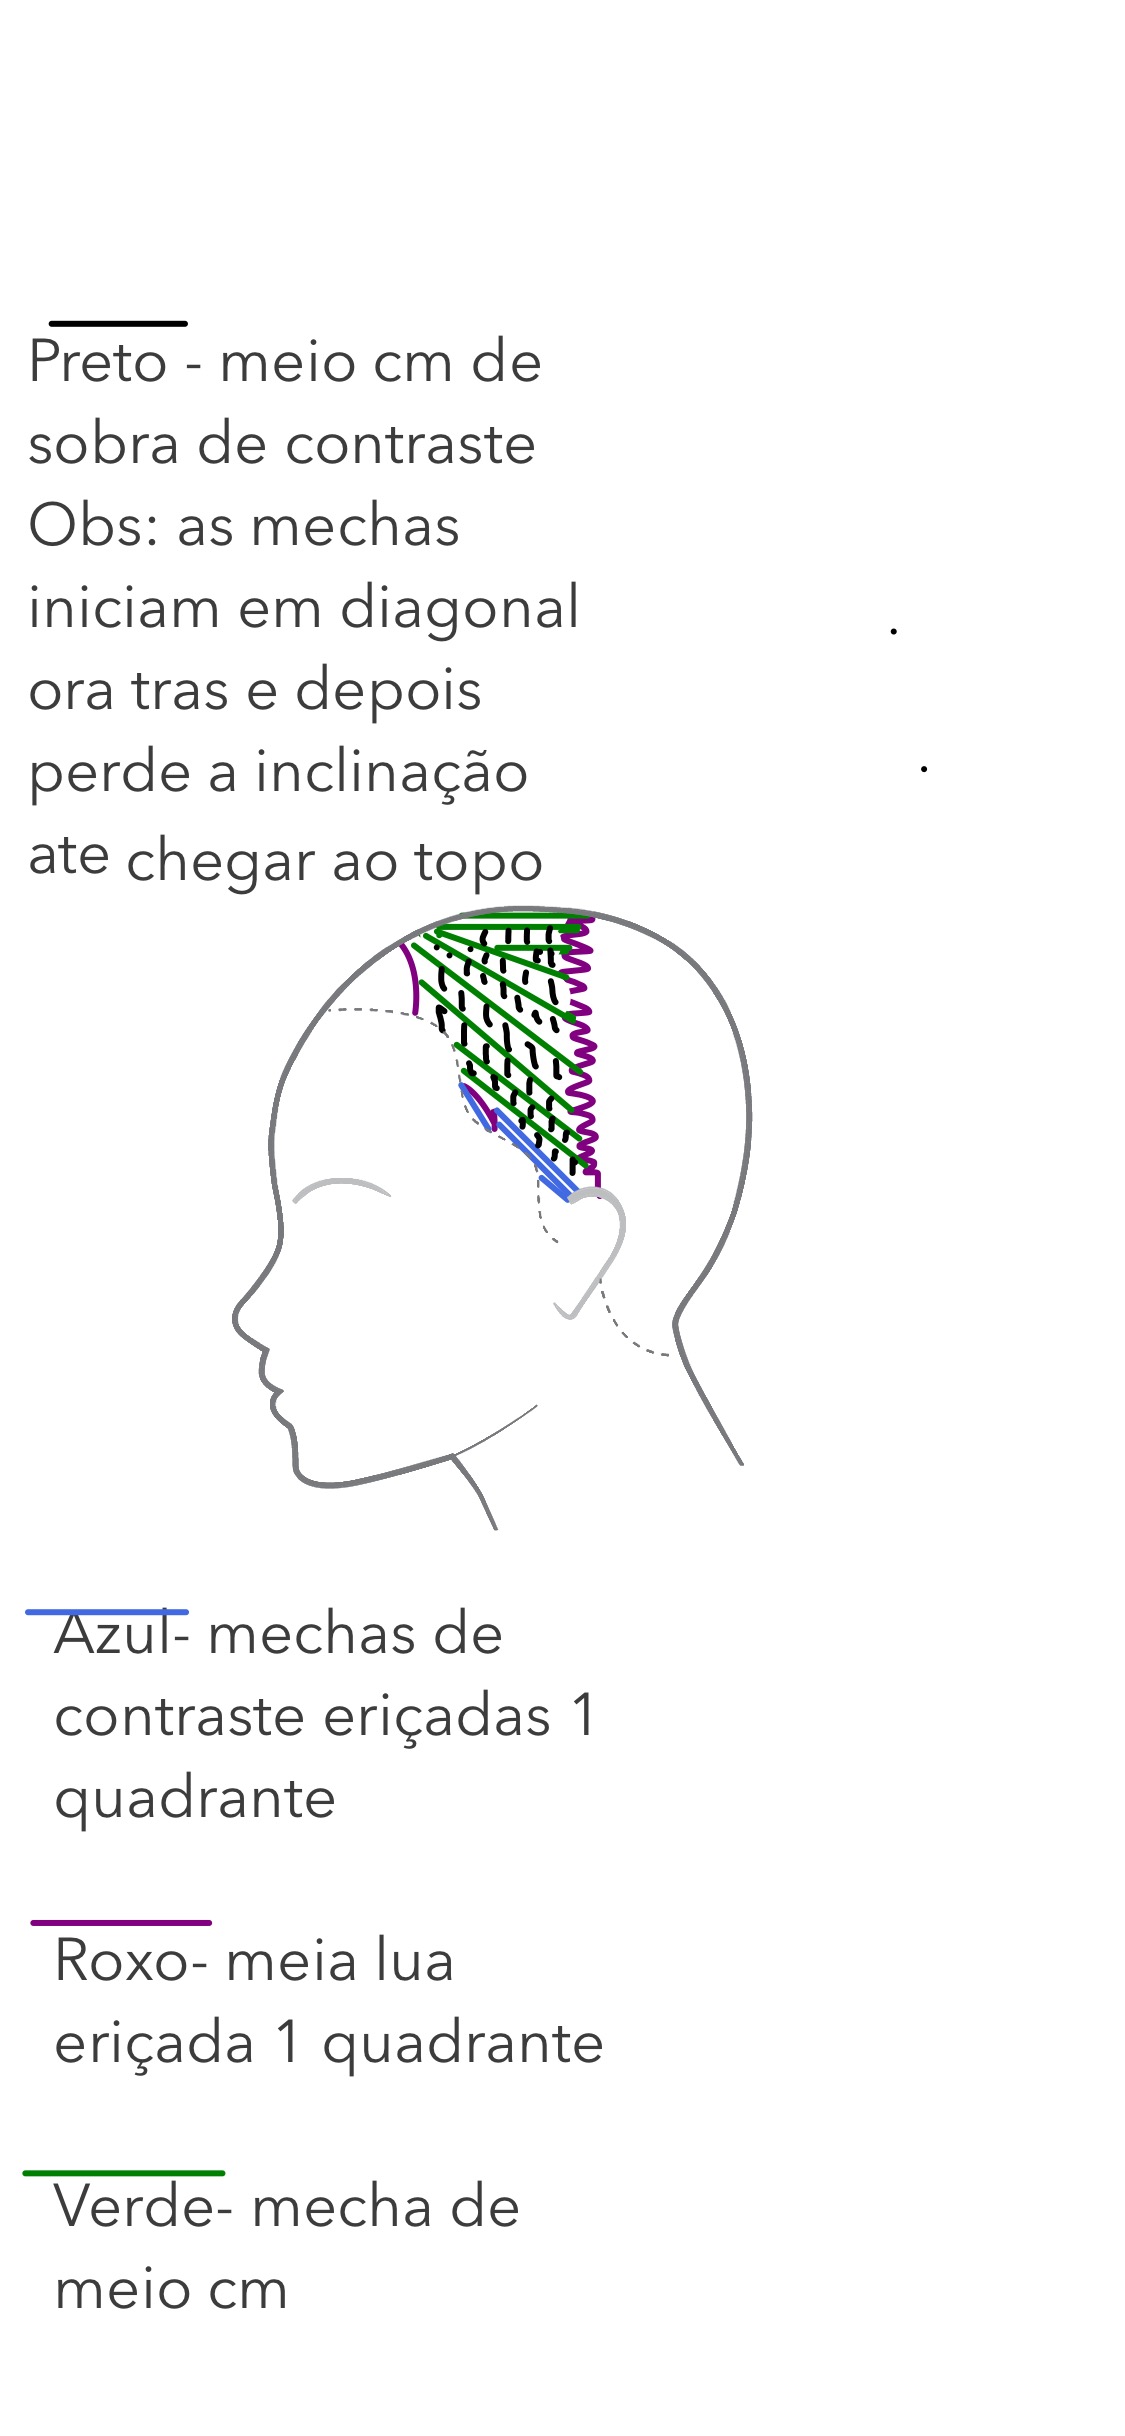 Preto - meio cm de
sobra de contraste
Obs: as mechas
iniciam em diagonal
ora tras e depois
perde a inclinação
ate chegar ao topo
Azul- mechas de
contraste eriçadas 1
quadrante
Roxo- meia lua
eriçada 1 quadrante
Verde- mecha de
meio cm